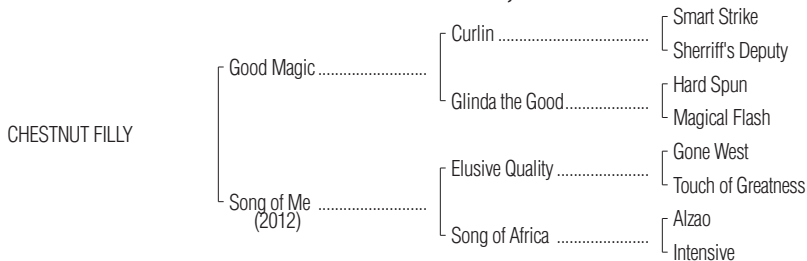 Smart Strike
Curlin ..........................................
Sherriff's Deputy
Good Magic ..............................
Hard Spun
Glinda the Good.......................
Magical Flash
CHESTNUT FILLY
Gone West
Elusive Quality .........................
Touch of Greatness
Song of Me ..............................
(2012)
Alzao
Song of Africa .........................
Intensive